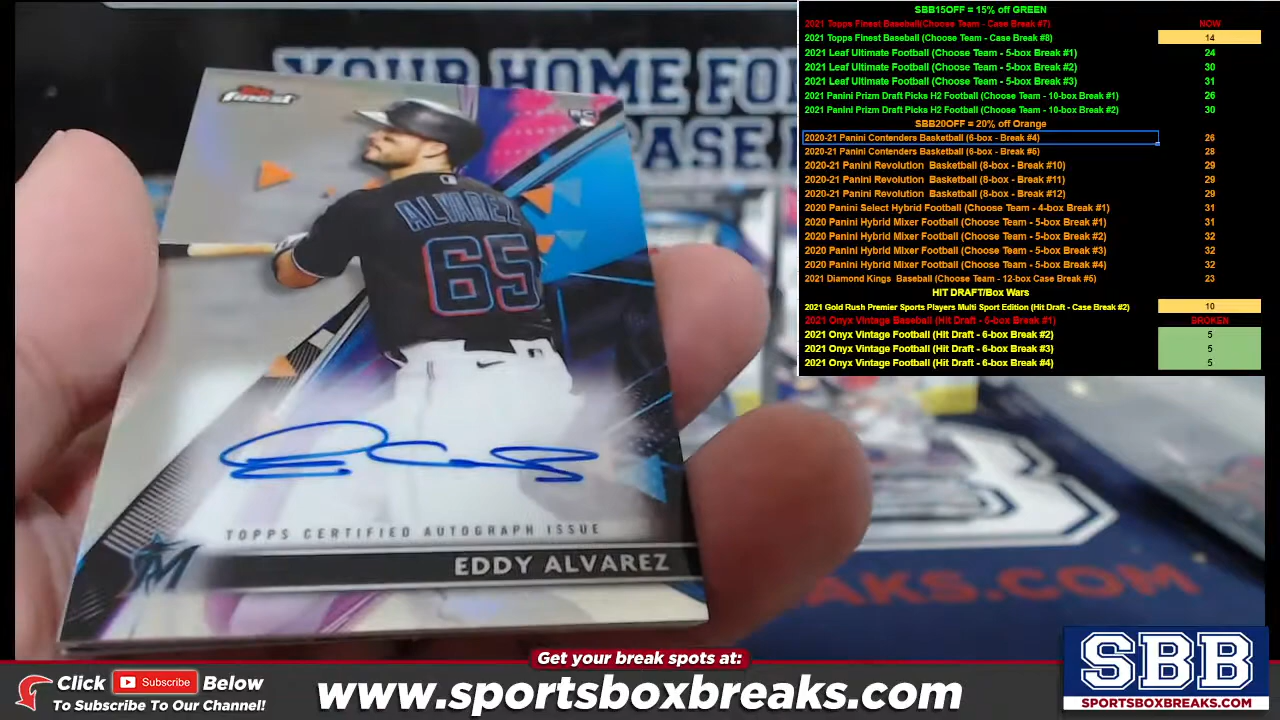 YOUR HOME FO
ASE
finest
RC
ALVAREZ
65
TOPPS CERTIFIED AUTOGRAPH ISSUE
EDDY ALVAREZ
M
AKS.COM
SBB15OFF = 15% off GREEN
2021 Topps Finest Baseball(Choose Team - Case Break #7) NOW
2021 Topps Finest Baseball (Choose Team - Case Break #8) 14
2021 Leaf Ultimate Football (Choose Team - 5-box Break #1) 24
2021 Leaf Ultimate Football (Choose Team - 5-box Break #2) 30
2021 Leaf Ultimate Football (Choose Team - 5-box Break #3) 31
2021 Panini Prizm Draft Picks H2 Football (Choose Team - 10-box Break #1) 26
2021 Panini Prizm Draft Picks H2 Football (Choose Team - 10-box Break #2) 30
SBB20OFF = 20% off Orange
2020-21 Panini Contenders Basketball (6-box - Break #4) 26
2020-21 Panini Contenders Basketball (6-box - Break #5) 28
2020-21 Panini Revolution Basketball (8-box - Break #10) 29
2020-21 Panini Revolution Basketball (8-box - Break #11) 29
2020-21 Panini Revolution Basketball (8-box - Break #12) 29
2020 Panini Select Hybrid Football (Choose Team - 4-box Break #1) 31
2020 Panini Hybrid Mixer Football (Choose Team - 5-box Break #1) 31
2020 Panini Hybrid Mixer Football (Choose Team - 5-box Break #2) 32
2020 Panini Hybrid Mixer Football (Choose Team - 5-box Break #3) 32
2020 Panini Hybrid Mixer Football (Choose Team - 5-box Break #4) 32
2021 Diamond Kings Baseball (Choose Team - 12-box Case Break #6) 23
HIT DRAFT/Box Wars
2021 Gold Rush Premier Sports Players Multi Sport Edition (Hit Draft - Case Break #2) 10
2021 Onyx Vintage Baseball (Hit Draft - 6-box Break #1) BROKEN
2021 Onyx Vintage Football (Hit Draft - 6-box Break #2) 5
2021 Onyx Vintage Football (Hit Draft - 6-box Break #3) 5
2021 Onyx Vintage Football (Hit Draft - 6-box Break #4) 5
Get your break spots at:
Click Subscribe Below
To Subscribe To Our Channel!
www.sportsboxbreaks.com
SBB
SPORTSBOXBREAKS.COM